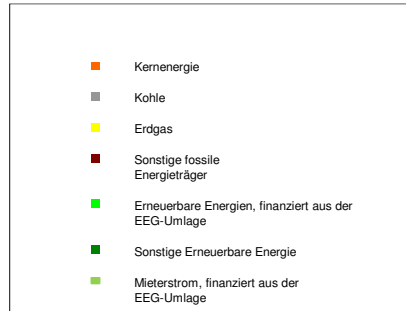 Kernenergie
Kohle
Erdgas
Sonstige fossile
Energieträger
Erneuerbare Energien, finanziert aus der
EEG-Umlage
Sonstige Erneuerbare Energie
Mieterstrom, finanziert aus der
EEG-Umlage